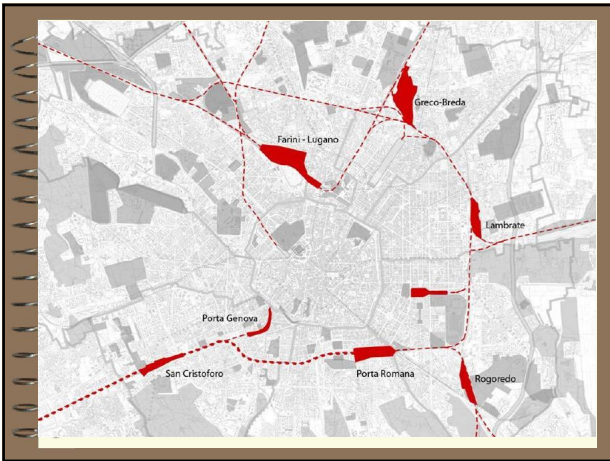 Greco-Breda
Farini - Lugano
Lambrate
Porta Genova
San Cristoforo
Porta Romana
Rogoredo